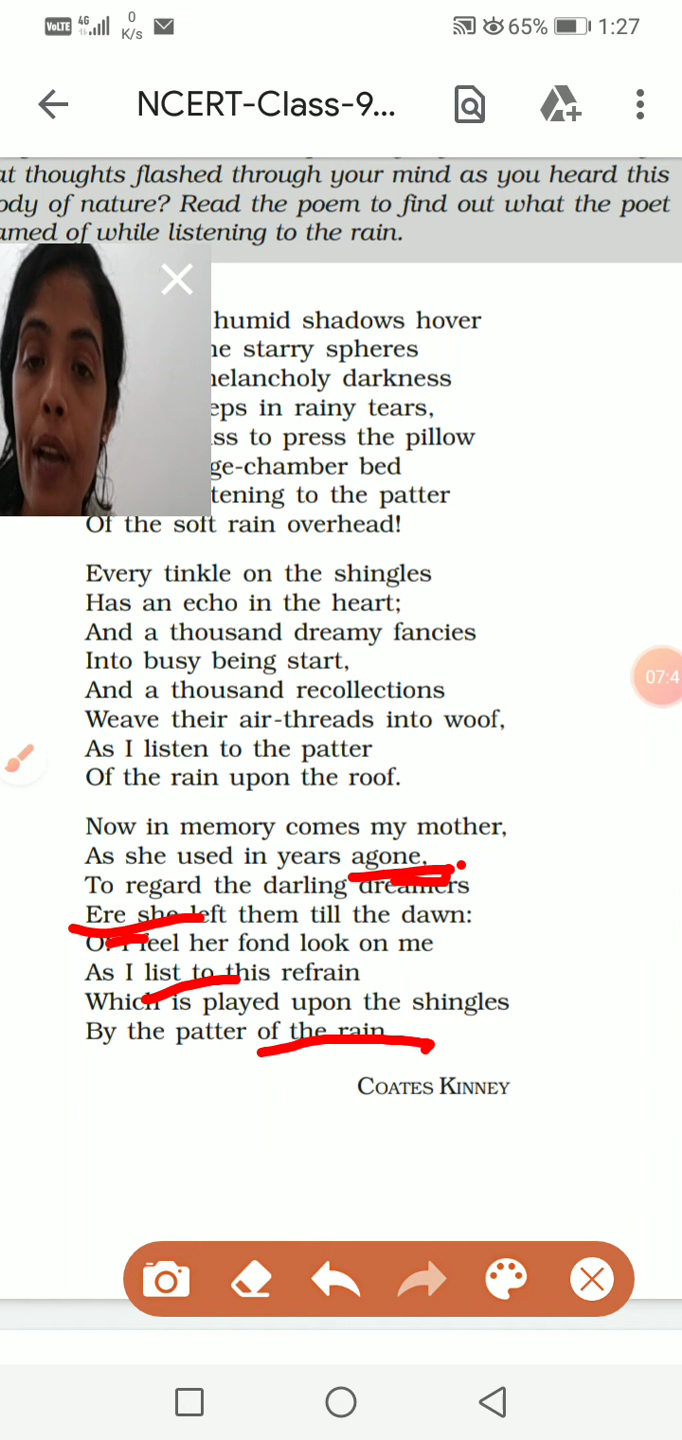 VoLTE 4G 0 K/s 65% 1:27
NCERT-Class-9...
at thoughts flashed through your mind as you heard this
ody of nature? Read the poem to find out what the poet
amed of while listening to the rain.
humid shadows hover
he starry spheres
melancholy darkness
eps in rainy tears,
ss to press the pillow
ge-chamber bed
tening to the patter
Of the soft rain overhead!
Every tinkle on the shingles
Has an echo in the heart;
And a thousand dreamy fancies
Into busy being start,
And a thousand recollections
Weave their air-threads into woof,
As I listen to the patter
Of the rain upon the roof.
Now in memory comes my mother,
As she used in years agone,
To regard the darling dreamers
Ere she left them till the dawn:
O! I feel her fond look on me
As I list to this refrain
Which is played upon the shingles
By the patter of the rain.
COATES KINNEY
07:4